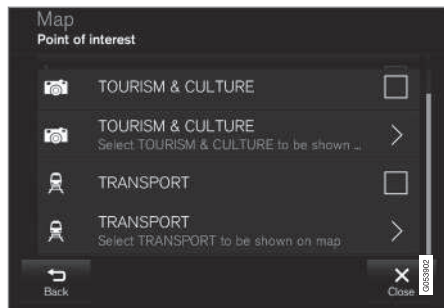 Map
Point of interest
TOURISM & CULTURE
TOURISM & CULTURE
Select TOURISM & CULTURE to be shown ...
TRANSPORT
TRANSPORT
Select TRANSPORT to be shown on map
Back
Close
G053902